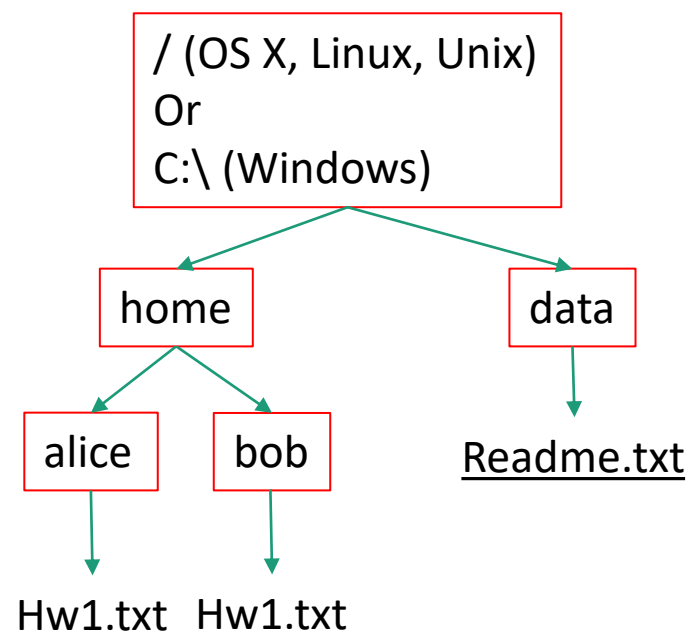 / (OS X, Linux, Unix)
Or
C:\ (Windows)
home
data
alice
bob
Readme.txt
Hw1.txt
Hw1.txt